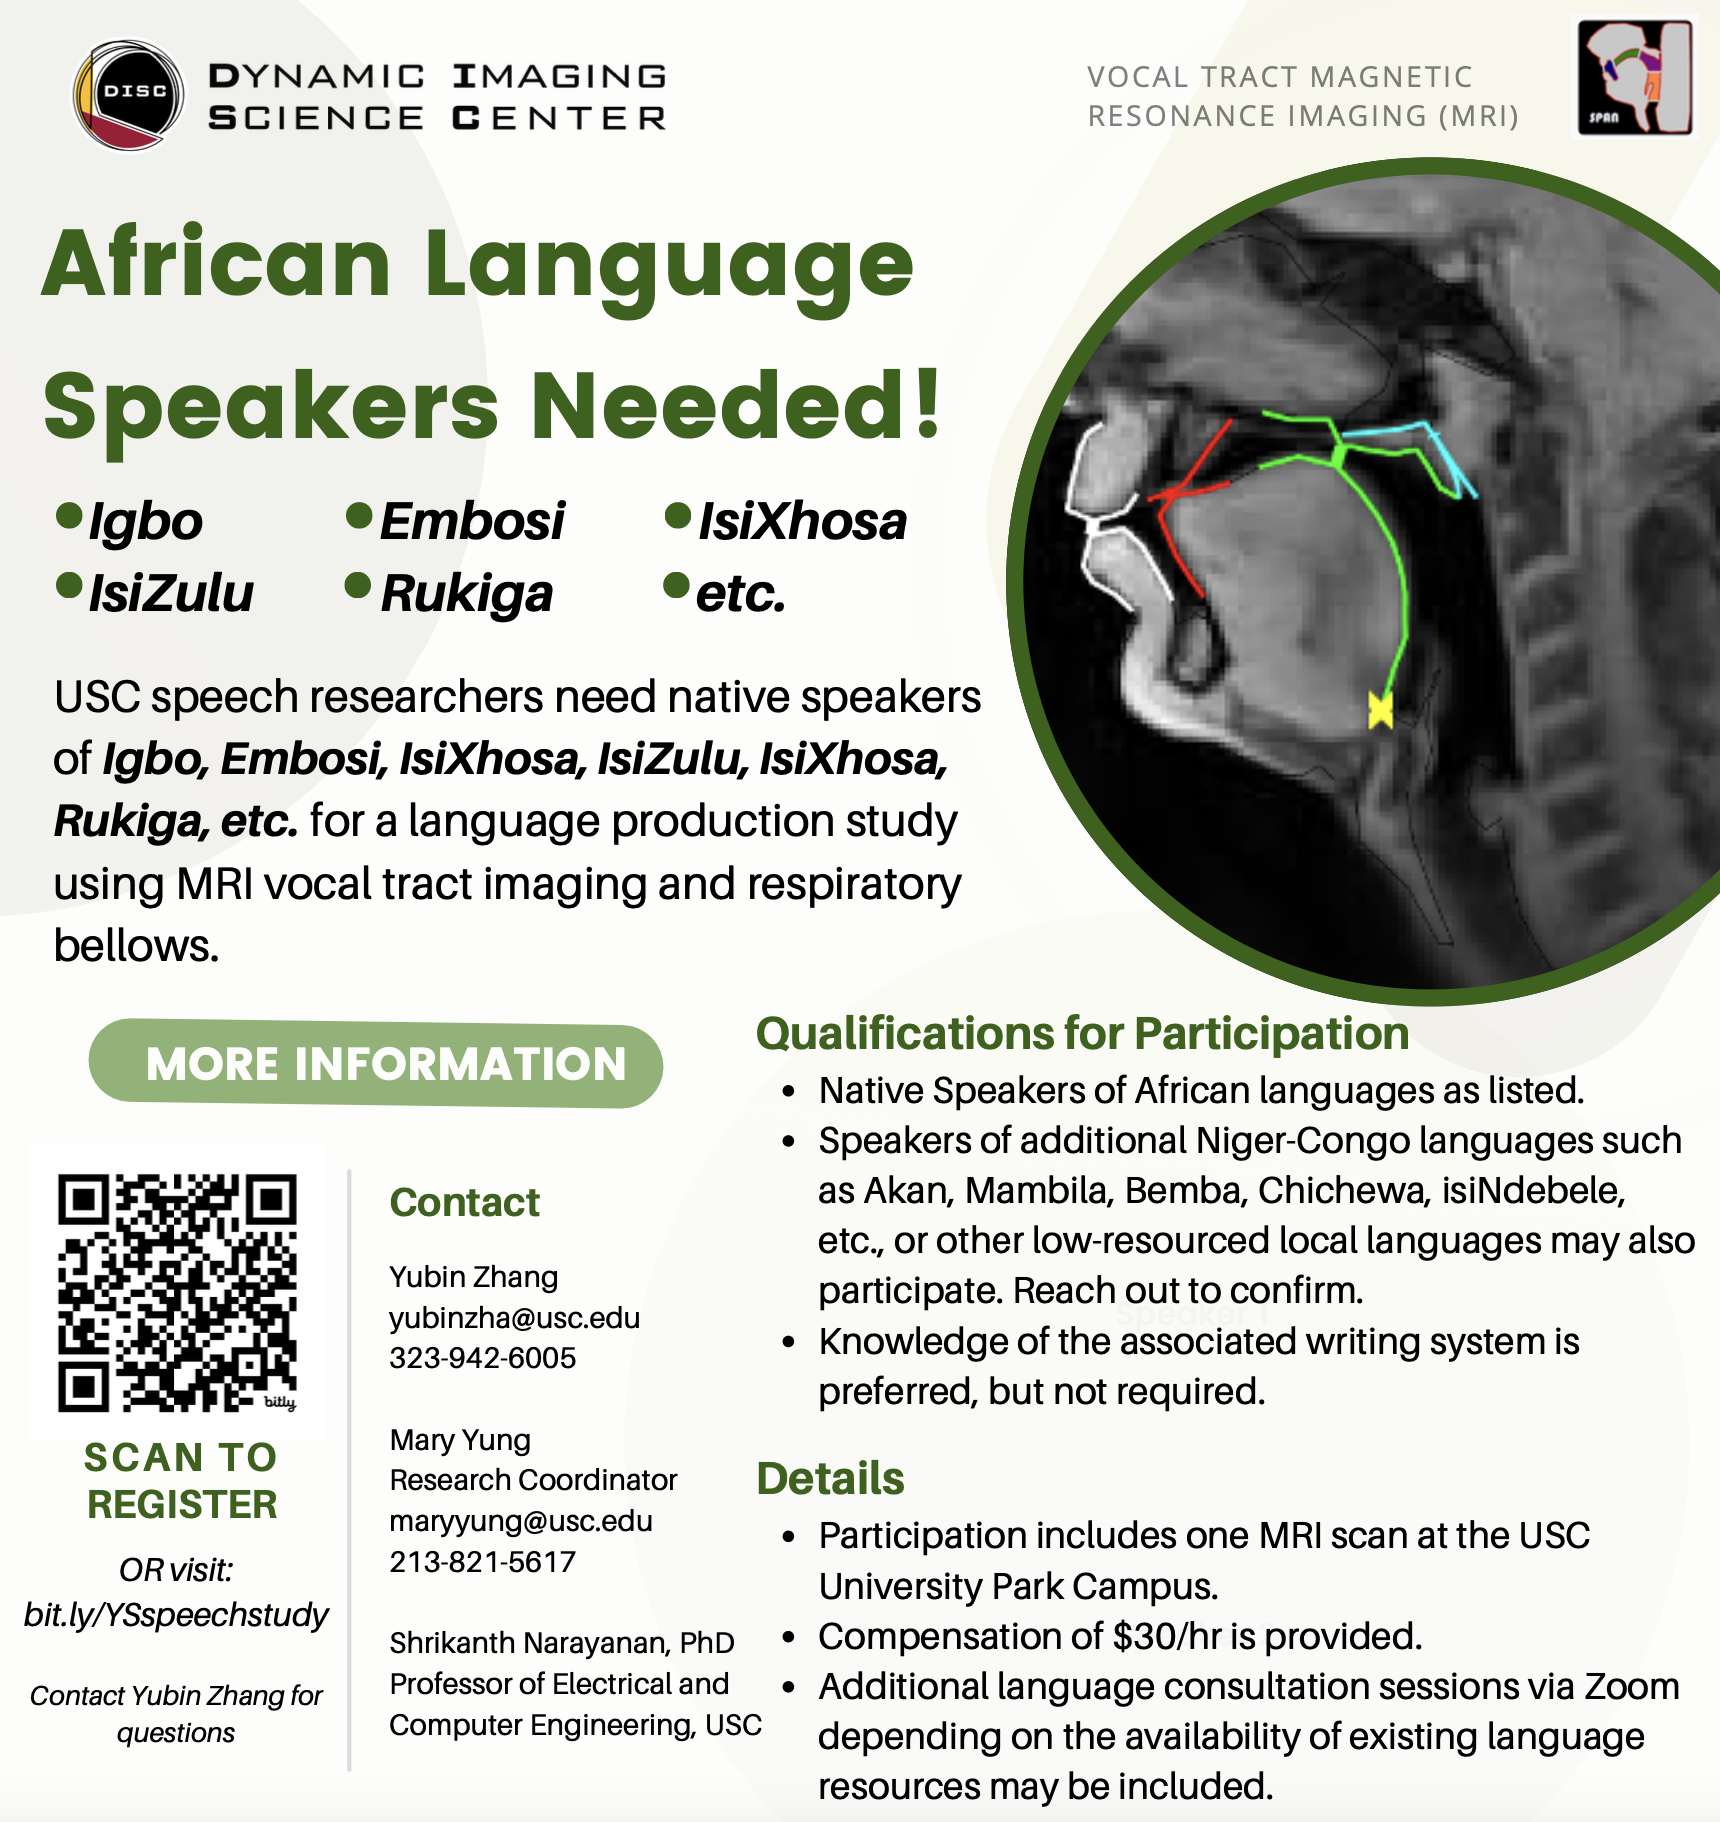 DISC
DYNAMIC IMAGING
SCIENCE CENTER
VOCAL TRACT MAGNETIC
RESONANCE IMAGING (MRI)
SPAN
African Language
Speakers Needed!
•Igbo
•Embosi
•IsiXhosa
•IsiZulu
•Rukiga
•etc.
USC speech researchers need native speakers
of Igbo, Embosi, IsiXhosa, IsiZulu, IsiXhosa,
Rukiga, etc. for a language production study
using MRI vocal tract imaging and respiratory
bellows.
MORE INFORMATION
bitly
SCAN TO
REGISTER
OR visit:
bit.ly/YSspeechstudy
Contact Yubin Zhang for
questions
Contact
Yubin Zhang
yubinzha@usc.edu
323-942-6005
Mary Yung
Research Coordinator
maryyung@usc.edu
213-821-5617
Shrikanth Narayanan, PhD
Professor of Electrical and
Computer Engineering, USC
Qualifications for Participation
• Native Speakers of African languages as listed.
• Speakers of additional Niger-Congo languages such
as Akan, Mambila, Bemba, Chichewa, isiNdebele,
etc., or other low-resourced local languages may also
participate. Reach out to confirm.
Speaker 1
• Knowledge of the associated writing system is
preferred, but not required.
Details
• Participation includes one MRI scan at the USC
University Park Campus.
• Compensation of $30/hr is provided.
• Additional language consultation sessions via Zoom
depending on the availability of existing language
resources may be included.